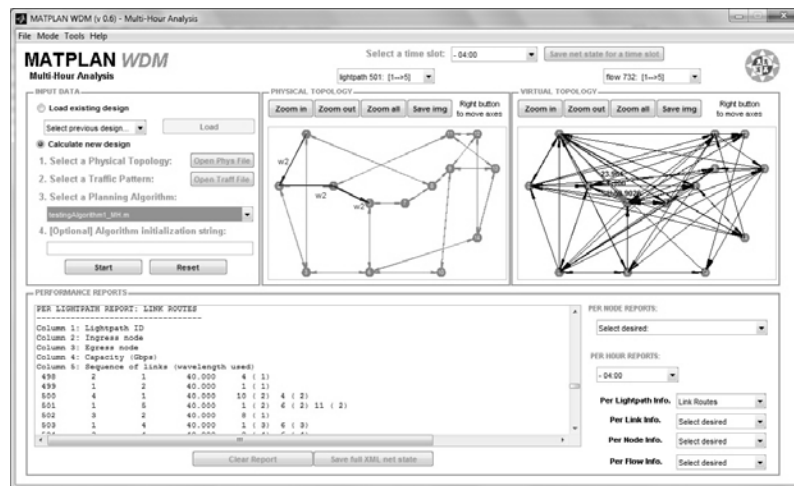 MATPLAN WDM (v 0.6) - Multi-Hour Analysis
File Mode Tools Help
MATPLAN WDM
Multi-Hour Analysis
Select a time slot:
- 04:00
Save net state for a time slot
lightpath 501: [1-->5]
flow 732: [1-->5]
INPUT DATA
Load existing design
Select previous design...
Load
Calculate new design
1. Select a Physical Topology:
Open Phys File
2. Select a Traffic Pattern:
Open Traff File
3. Select a Planning Algorithm:
testingAlgorithm1_MH.m
4. [Optional] Algorithm Initialization string:
Start
Reset
PHYSICAL TOPOLOGY
Zoom in
Zoom out
Zoom all
Save img
Right button
to move axes
w2
w2
w2
VIRTUAL TOPOLOGY
Zoom in
Zoom out
Zoom all
Save img
Right button
to move axes
PERFORMANCE REPORTS
PER LIGHTPATH REPORT: LINK ROUTES
Column 1: Lightpath ID
Column 2: Ingress node
Column 3: Egress node
Column 4: Capacity (Gbps)
Column 5: Sequence of links (wavelength used)
498 2 1 40.000 4 ( 1)
499 1 2 40.000 1 ( 1)
500 4 1 40.000 10 ( 2) 4 ( 2)
501 1 5 40.000 1 ( 2) 6 ( 2) 11 ( 2)
502 3 2 40.000 8 ( 1)
503 1 4 40.000 1 ( 3) 6 ( 3)
Clear Report
Save full XML net state
PER NODE REPORTS:
Select desired:
PER HOUR REPORTS:
- 04:00
Per Lightpath Info.
Link Routes
Per Link Info.
Select desired
Per Node Info.
Select desired
Per Flow Info.
Select desired